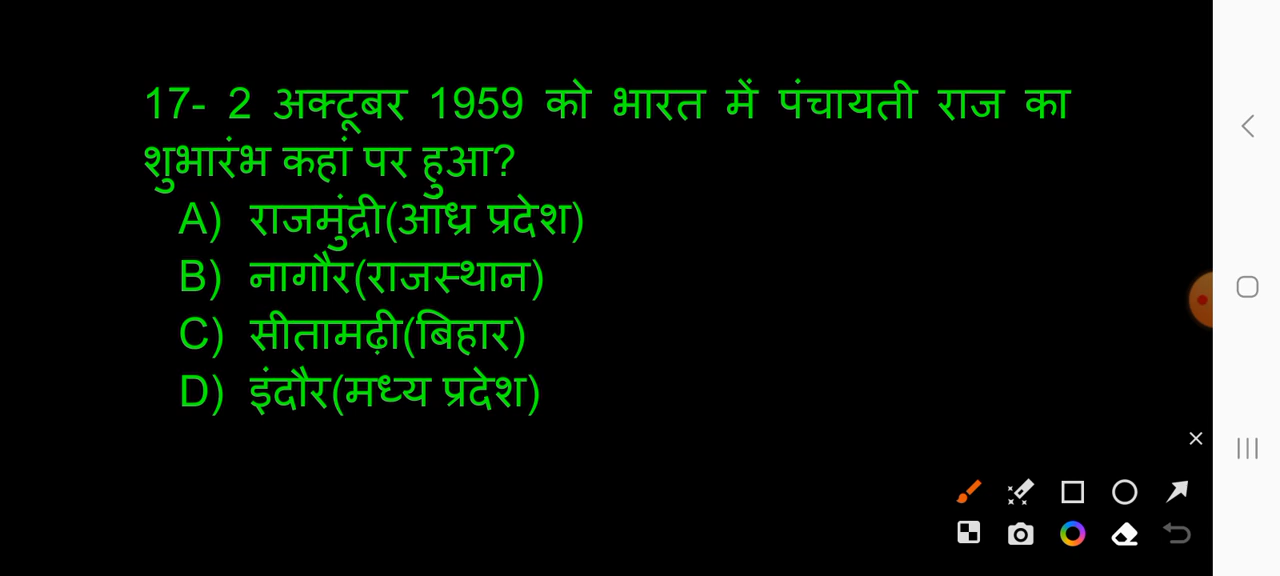 17- 2 अक्टूबर 1959 को भारत में पंचायती राज का
शुभारंभ कहां पर हुआ?
A) राजमुंद्री(आंध्र प्रदेश)
B) नागौर(राजस्थान)
C) सीतामढ़ी(बिहार)
D) इंदौर(मध्य प्रदेश)